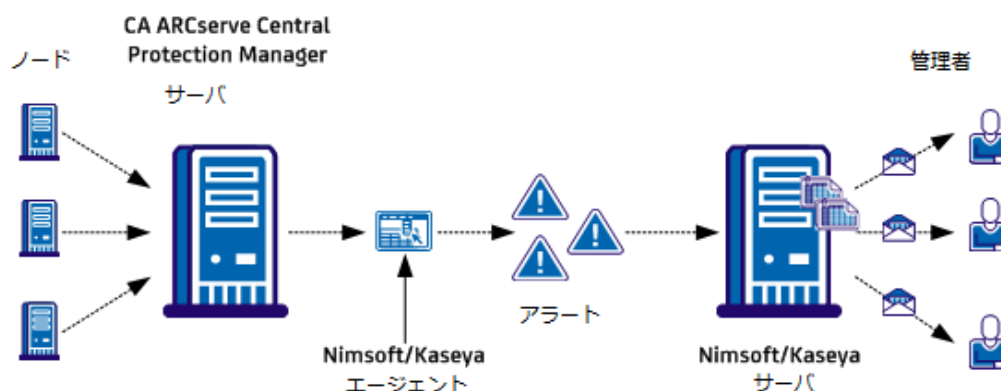 CA ARCserve Central
Protection Manager
サーバ
ノード
管理者
アラート
Nimsoft/Kaseya
エージェント
Nimsoft/Kaseya
サーバ